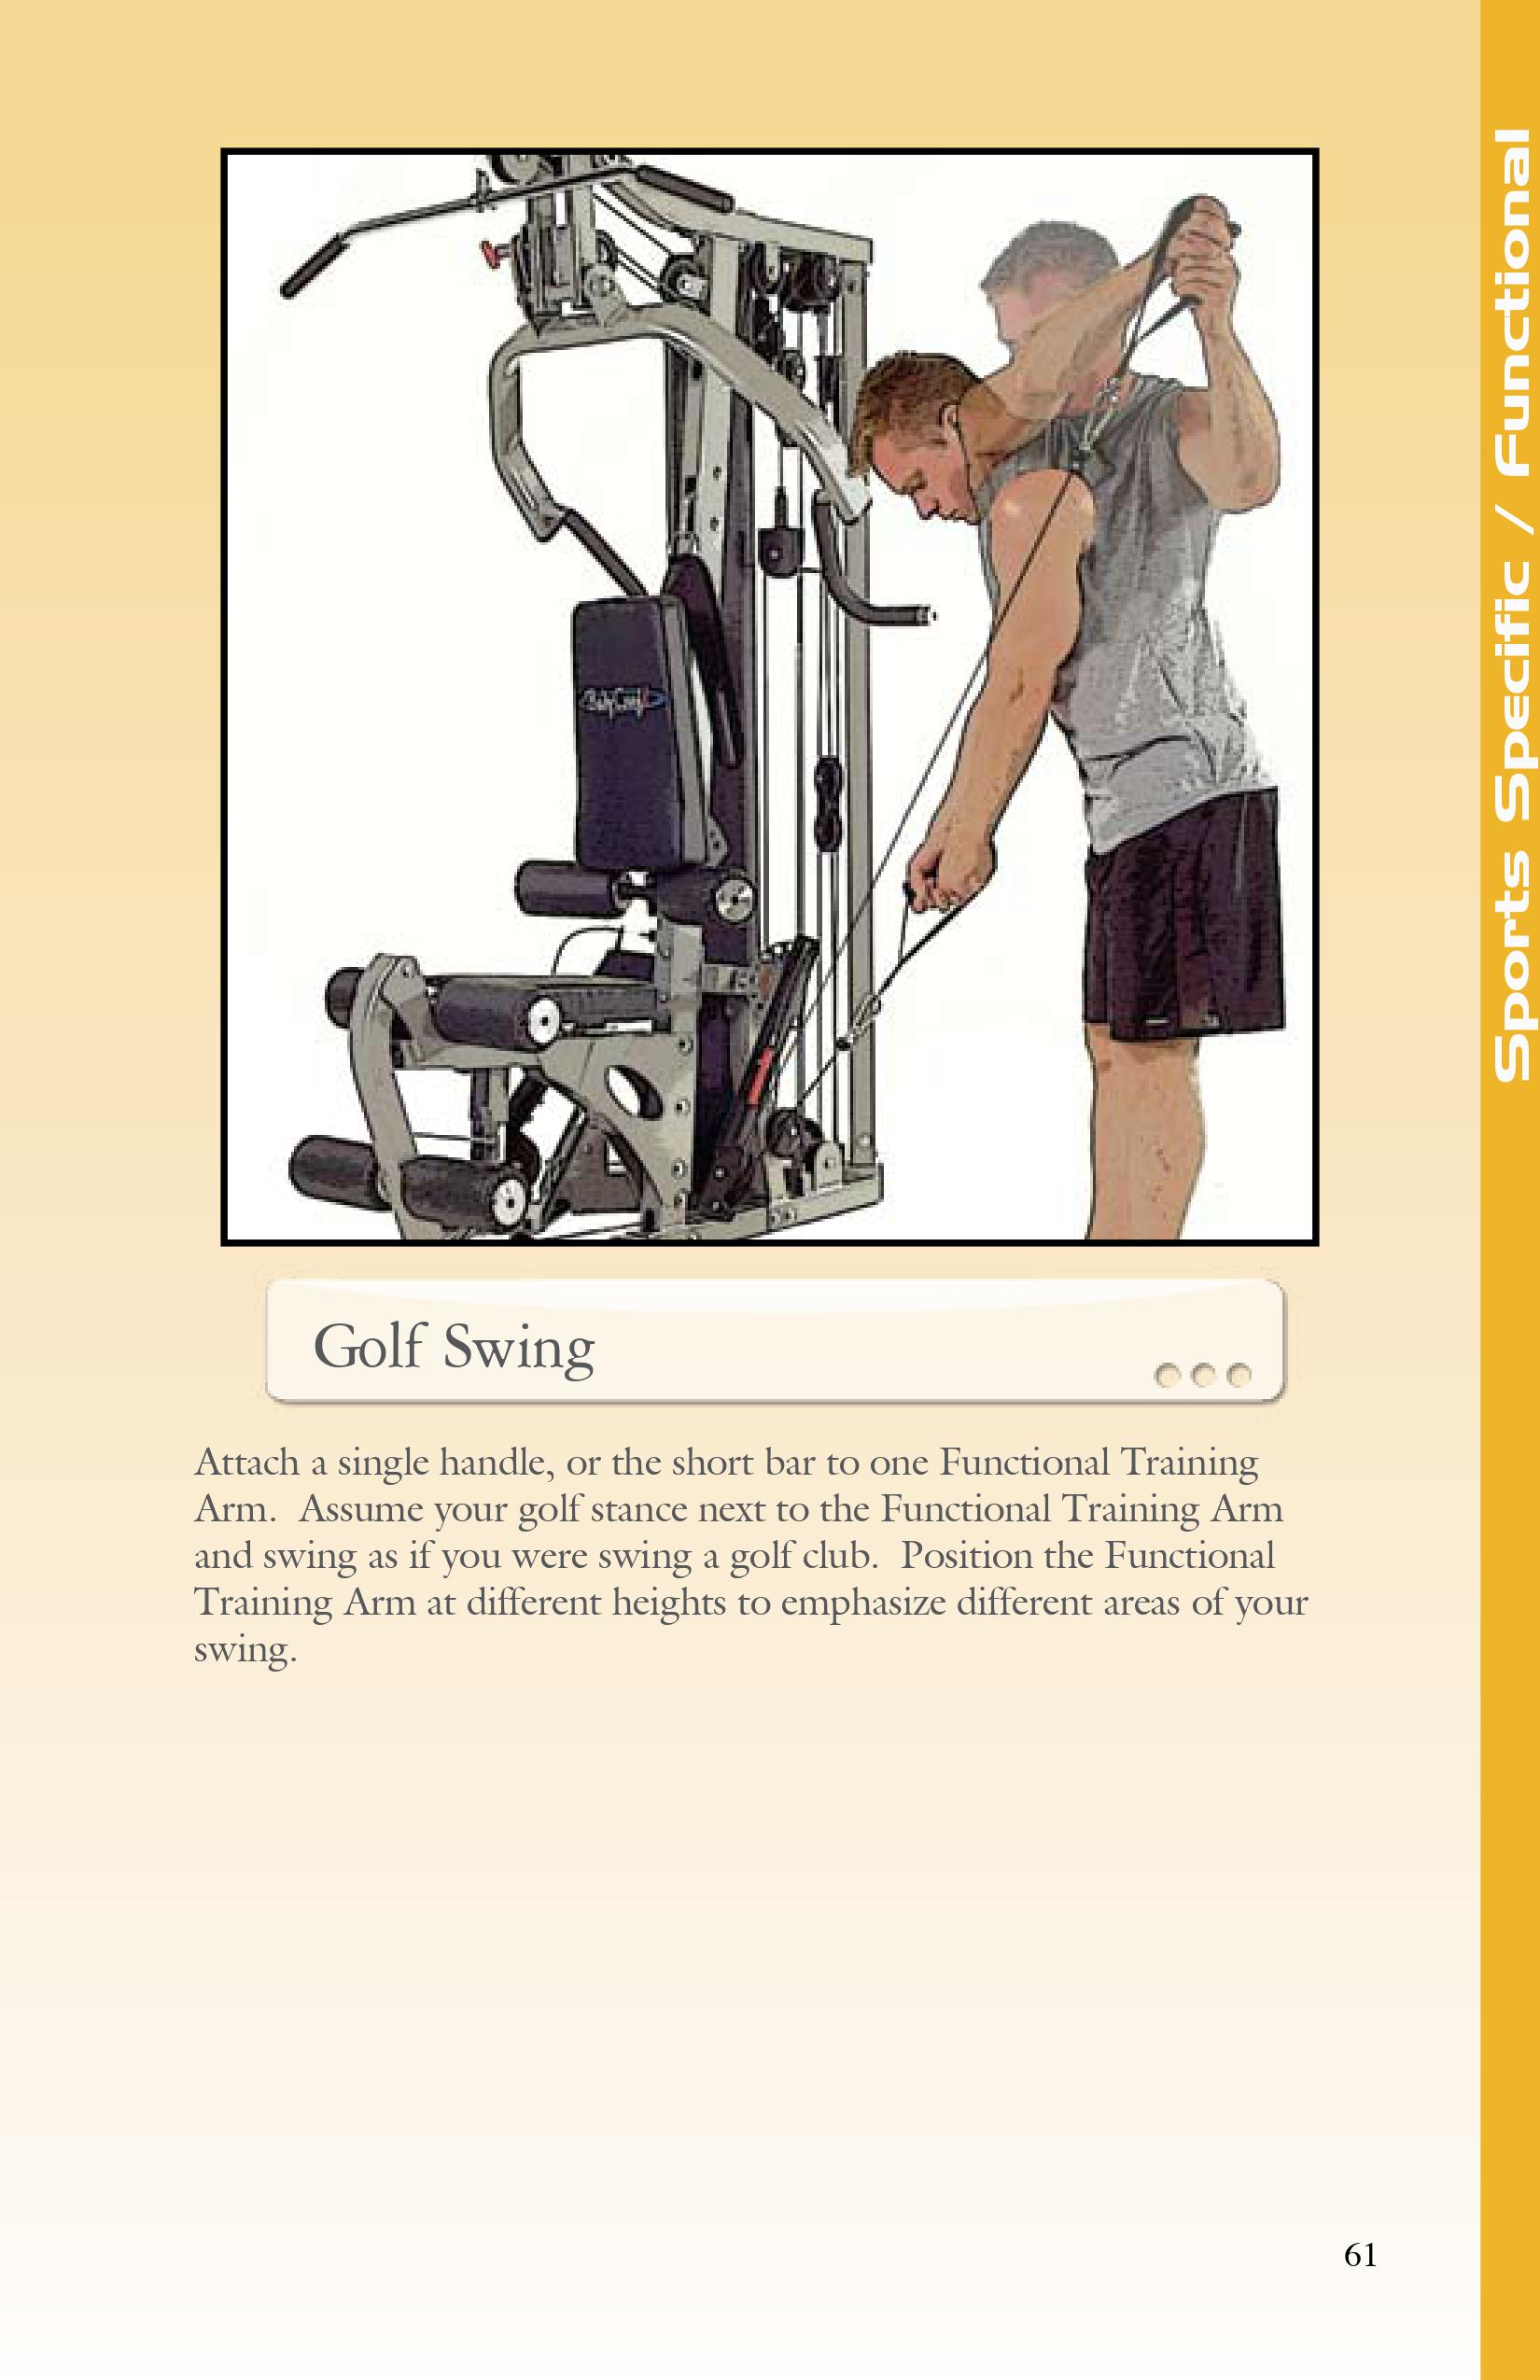 Sports Specific / Functional
Golf Swing
Attach a single handle, or the short bar to one Functional Training
Arm.  Assume your golf stance next to the Functional Training Arm
and swing as if you were swing a golf club.  Position the Functional
Training Arm at different heights to emphasize different areas of your
swing.
61